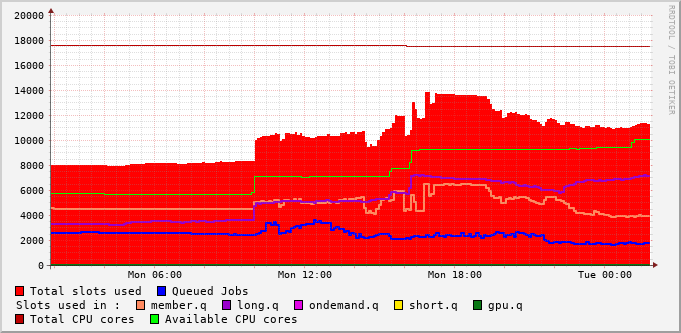 20000
18000
16000
14000
12000
10000
8000
6000
4000
2000
0
Mon 06:00 Mon 12:00 Mon 18:00 Tue 00:00
Total slots used Queued Jobs
Slots used in : member.q long.q ondemand.q short.q gpu.q
Total CPU cores Available CPU cores
RRDTOOL / TOBI OETIKER